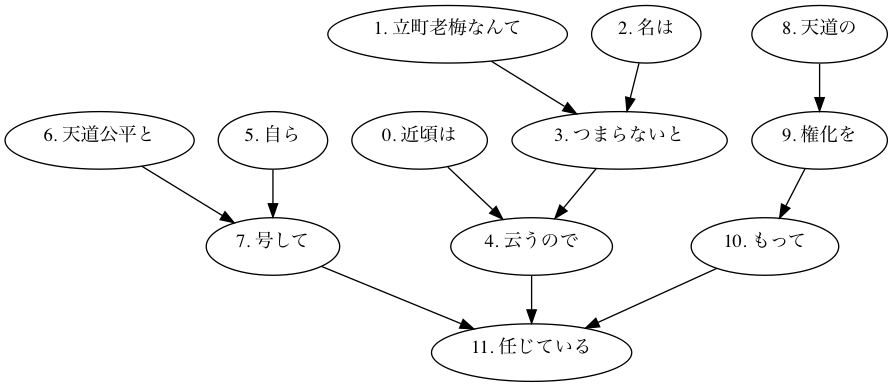 1. 立町老梅なんて
2. 名は
8. 天道の
6. 天道公平と
5. 自ら
0. 近頃は
3. つまらないと
9. 権化を
7. 号して
4. 云うので
10. もって
11. 任じている